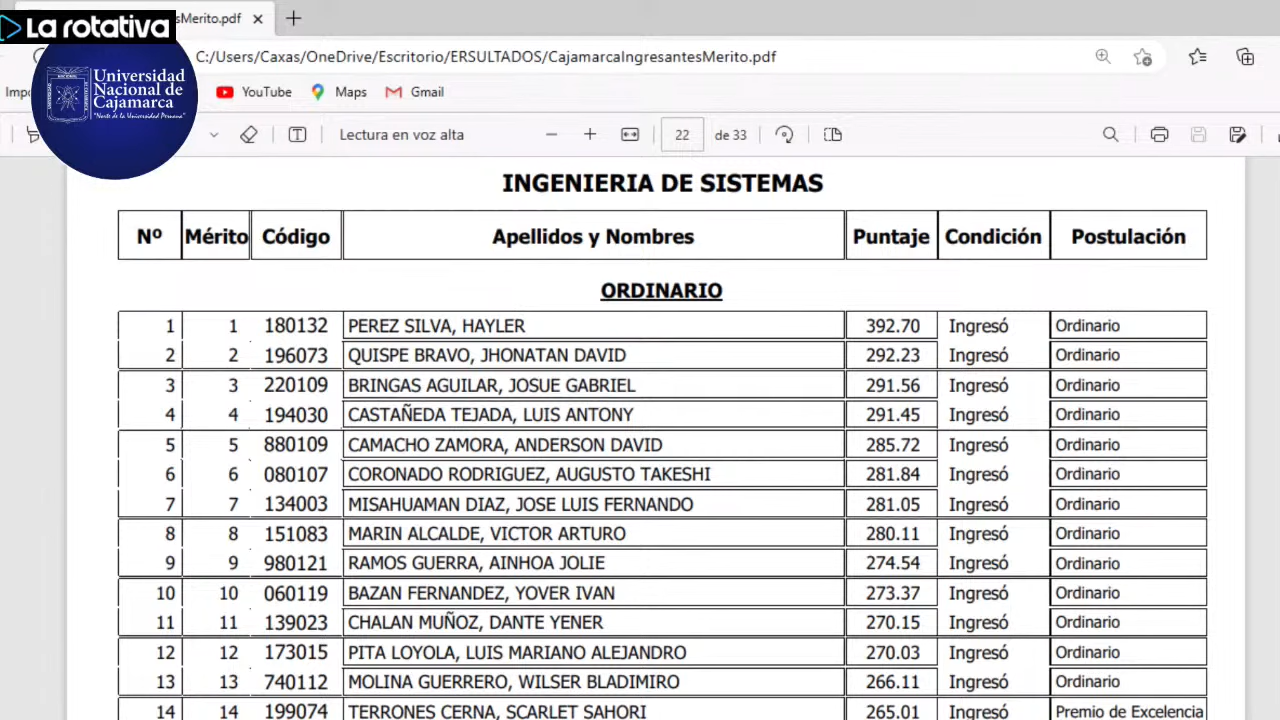 La rotativa
sMerito.pdf
C:/Users/Caxas/OneDrive/Escritorio/ERSULTADOS/CajamarcaIngresantesMerito.pdf
Universidad
Nacional de
Cajamarca
"Norte de la Universidad Peruana"
YouTube
Maps
Gmail
Lectura en voz alta
22 de 33
INGENIERIA DE SISTEMAS
Nº Mérito Código Apellidos y Nombres Puntaje Condición Postulación
ORDINARIO
1 1 180132 PEREZ SILVA, HAYLER 392.70 Ingresó Ordinario
2 2 196073 QUISPE BRAVO, JHONATAN DAVID 292.23 Ingresó Ordinario
3 3 220109 BRINGAS AGUILAR, JOSUE GABRIEL 291.56 Ingresó Ordinario
4 4 194030 CASTAÑEDA TEJADA, LUIS ANTONY 291.45 Ingresó Ordinario
5 5 880109 CAMACHO ZAMORA, ANDERSON DAVID 285.72 Ingresó Ordinario
6 6 080107 CORONADO RODRIGUEZ, AUGUSTO TAKESHI 281.84 Ingresó Ordinario
7 7 134003 MISAHUAMAN DIAZ, JOSE LUIS FERNANDO 281.05 Ingresó Ordinario
8 8 151083 MARIN ALCALDE, VICTOR ARTURO 280.11 Ingresó Ordinario
9 9 980121 RAMOS GUERRA, AINHOA JOLIE 274.54 Ingresó Ordinario
10 10 060119 BAZAN FERNANDEZ, YOVER IVAN 273.37 Ingresó Ordinario
11 11 139023 CHALAN MUÑOZ, DANTE YENER 270.15 Ingresó Ordinario
12 12 173015 PITA LOYOLA, LUIS MARIANO ALEJANDRO 270.03 Ingresó Ordinario
13 13 740112 MOLINA GUERRERO, WILSER BLADIMIRO 266.11 Ingresó Ordinario
14 14 199074 TERRONES CERNA, SCARLET SAHORI 265.01 Ingresó Premio de Excelencia